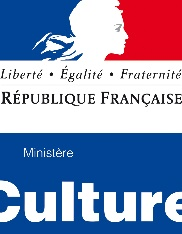 Liberté • Égalité • Fraternité
RÉPUBLIQUE FRANÇAISE
Ministère
Culture